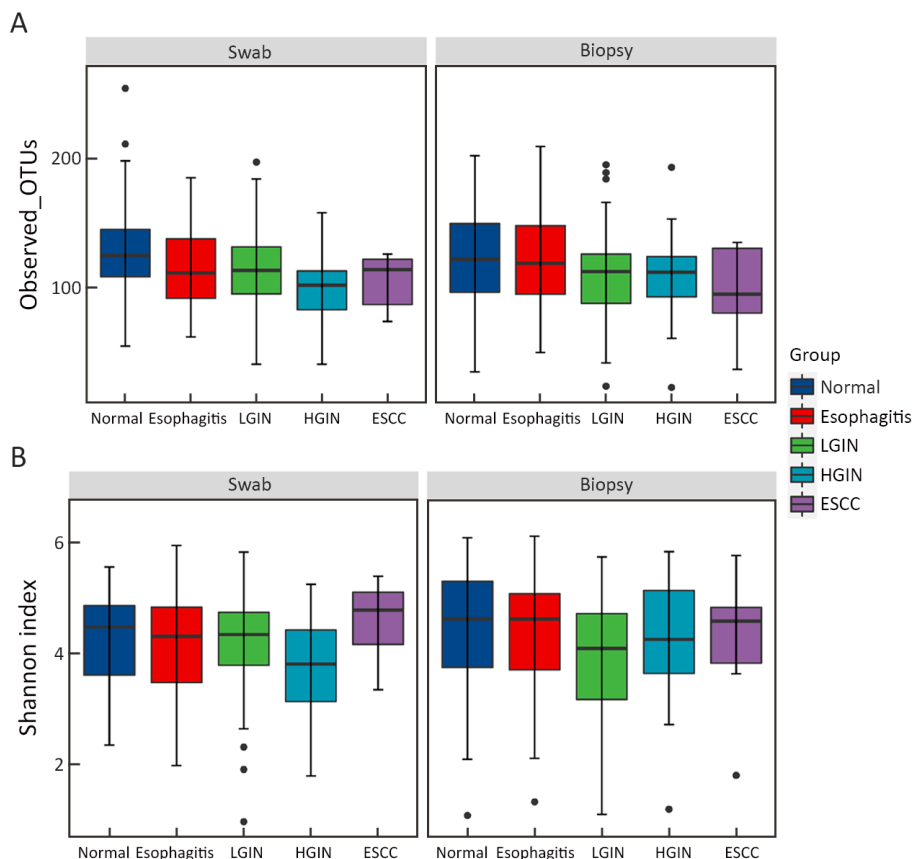 A
Swab
Biopsy
Observed_OTUs
200
100
Normal Esophagitis LGIN HGIN ESCC
Normal Esophagitis LGIN HGIN ESCC
Group
Normal
Esophagitis
LGIN
HGIN
ESCC
B
Swab
Biopsy
Shannon index
6
4
2
Normal Esophagitis LGIN HGIN ESCC
Normal Esophagitis LGIN HGIN ESCC